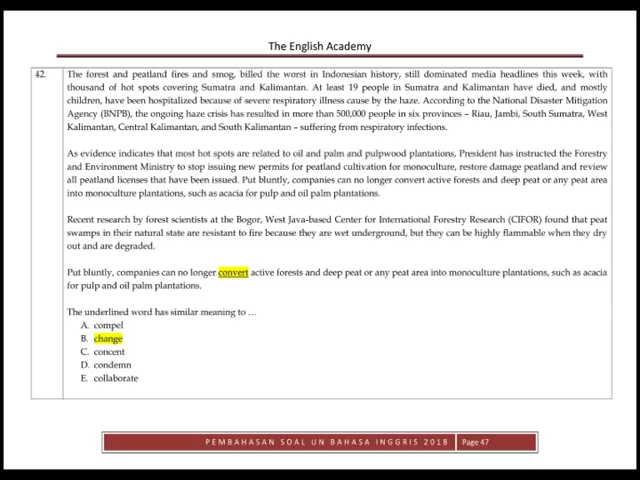 The English Academy
42.
The forest and peatland fires and smog, billed the worst in Indonesian history, still dominated media headlines this week, with
thousand of hot spots covering Sumatra and Kalimantan. At least 19 people in Sumatra and Kalimantan have died, and mostly
children, have been hospitalized because of severe respiratory illness cause by the haze. According to the National Disaster Mitigation
Agency (BNPB), the ongoing haze crisis has resulted in more than 500,000 people in six provinces – Riau, Jambi, South Sumatra, West
Kalimantan, Central Kalimantan, and South Kalimantan – suffering from respiratory infections.
As evidence indicates that most hot spots are related to oil and palm and pulpwood plantations, President has instructed the Forestry
and Environment Ministry to stop issuing new permits for peatland cultivation for monoculture, restore damage peatland and review
all peatland licenses that have been issued. Put bluntly, companies can no longer convert active forests and deep peat or any peat area
into monoculture plantations, such as acacia for pulp and oil palm plantations.
Recent research by forest scientists at the Bogor, West Java-based Center for International Forestry Research (CIFOR) found that peat
swamps in their natural state are resistant to fire because they are wet underground, but they can be highly flammable when they dry
out and are degraded.
Put bluntly, companies can no longer convert active forests and deep peat or any peat area into monoculture plantations, such as acacia
for pulp and oil palm plantations.
The underlined word has similar meaning to …
A. compel
B. change
C. concent
D. condemn
E. collaborate
PEMBAHASAN SOAL UN BAHASA INGGRIS 2018 Page 47